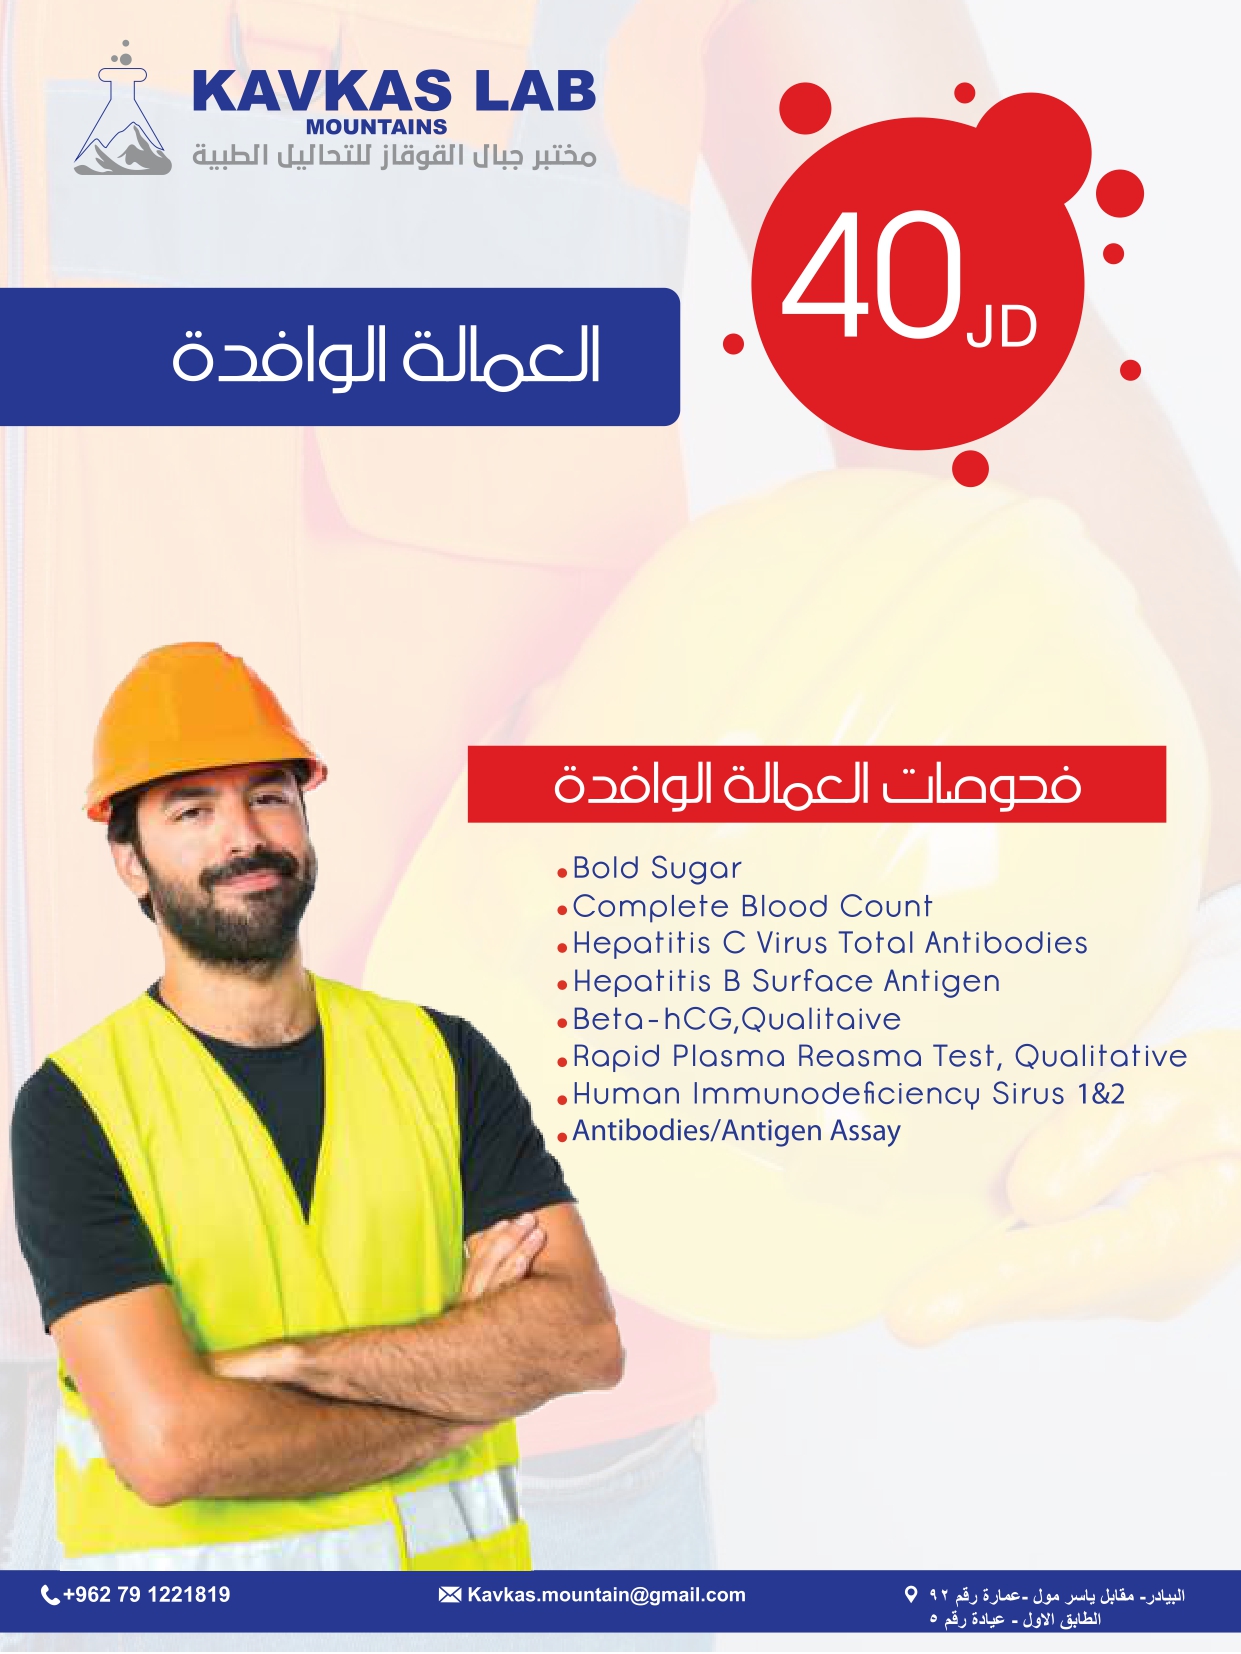 KAVKAS LAB
MOUNTAINS
مختبر جبال القوقاز للتحاليل الطبية
40 JD
العمالة الوافدة
فحوصات العمالة الوافدة
Bold Sugar
Complete Blood Count
Hepatitis C Virus Total Antibodies
Hepatitis B Surface Antigen
Beta-hCG,Qualitaive
Rapid Plasma Reasma Test, Qualitative
Human Immunodeficiency Sirus 1&2
Antibodies/Antigen Assay
+962 79 1221819
Kavkas.mountain@gmail.com
البيادر- مقابل ياسر مول -عمارة رقم ٩٢
الطابق الاول - عيادة رقم ٥